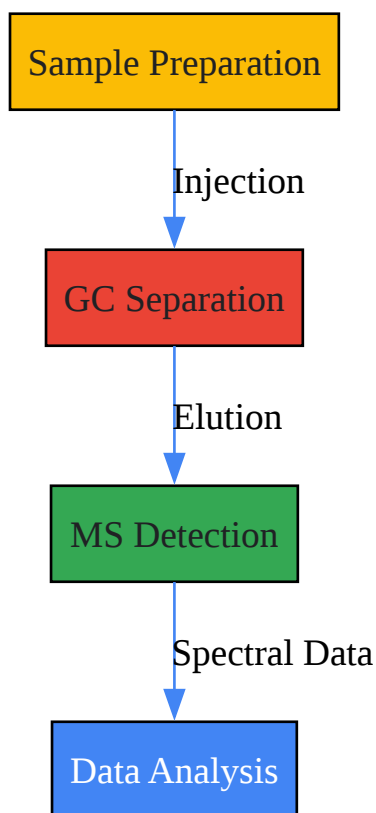 Sample Preparation
Injection
GC Separation
Elution
MS Detection
Spectral Data
Data Analysis